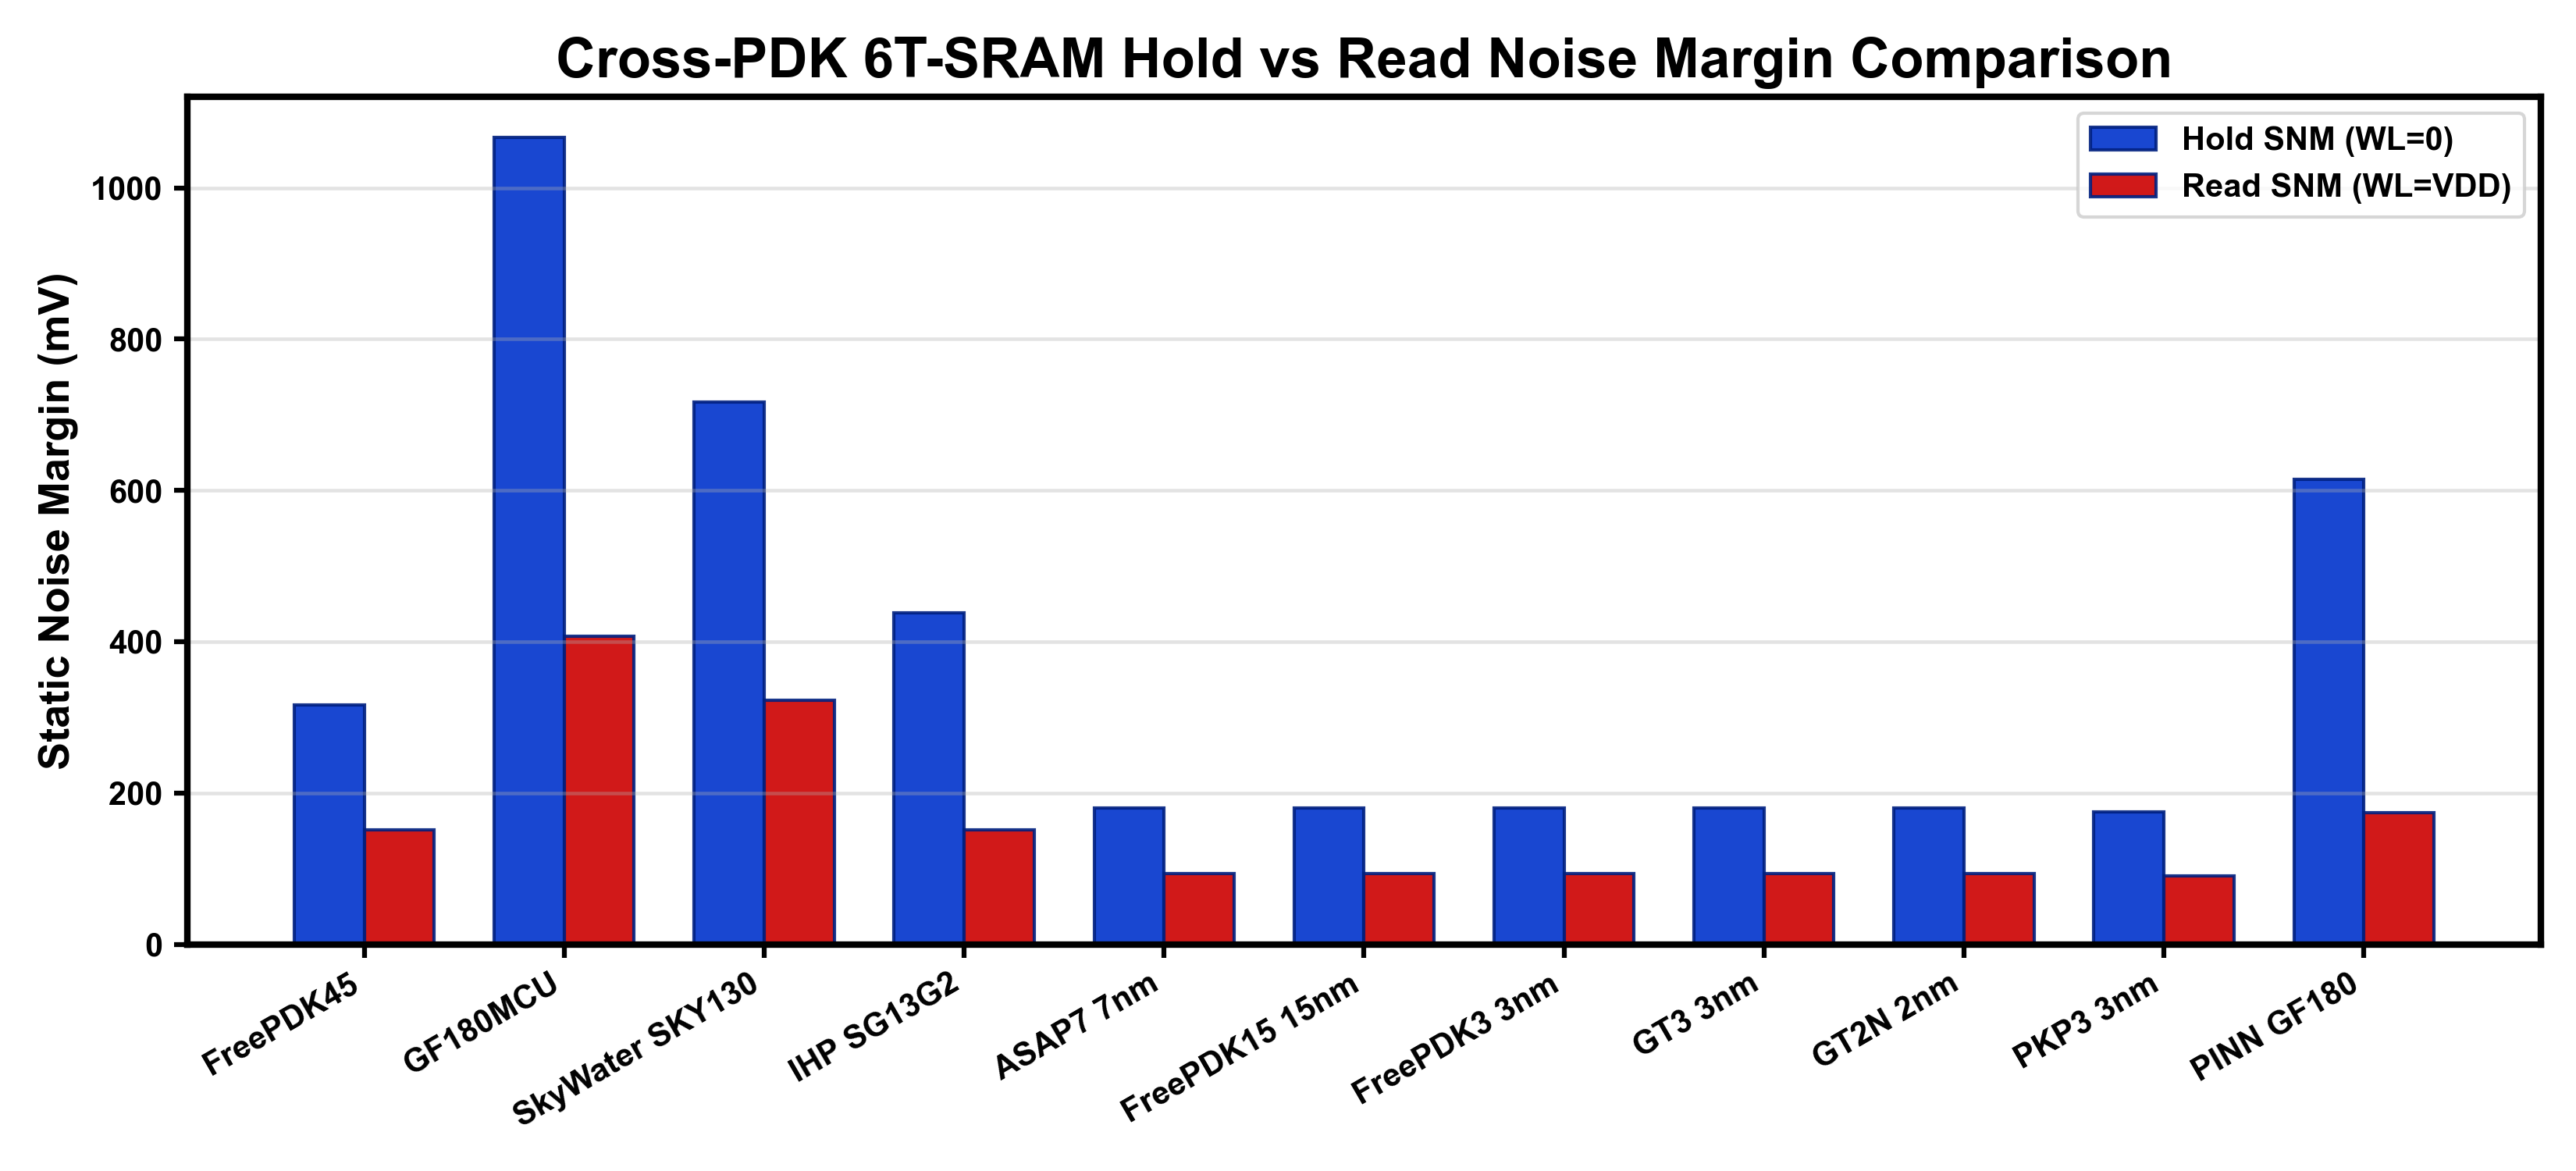 Cross-PDK 6T-SRAM Hold vs Read Noise Margin Comparison
Hold SNM (WL=0)
Read SNM (WL=VDD)
Static Noise Margin (mV)
1000
800
600
400
200
0
FreePDK45
GF180MCU
SkyWater SKY130
IHP SG13G2
ASAP7 7nm
FreePDK15 15nm
FreePDK3 3nm
GT3 3nm
GT2N 2nm
PKP3 3nm
PINN GF180